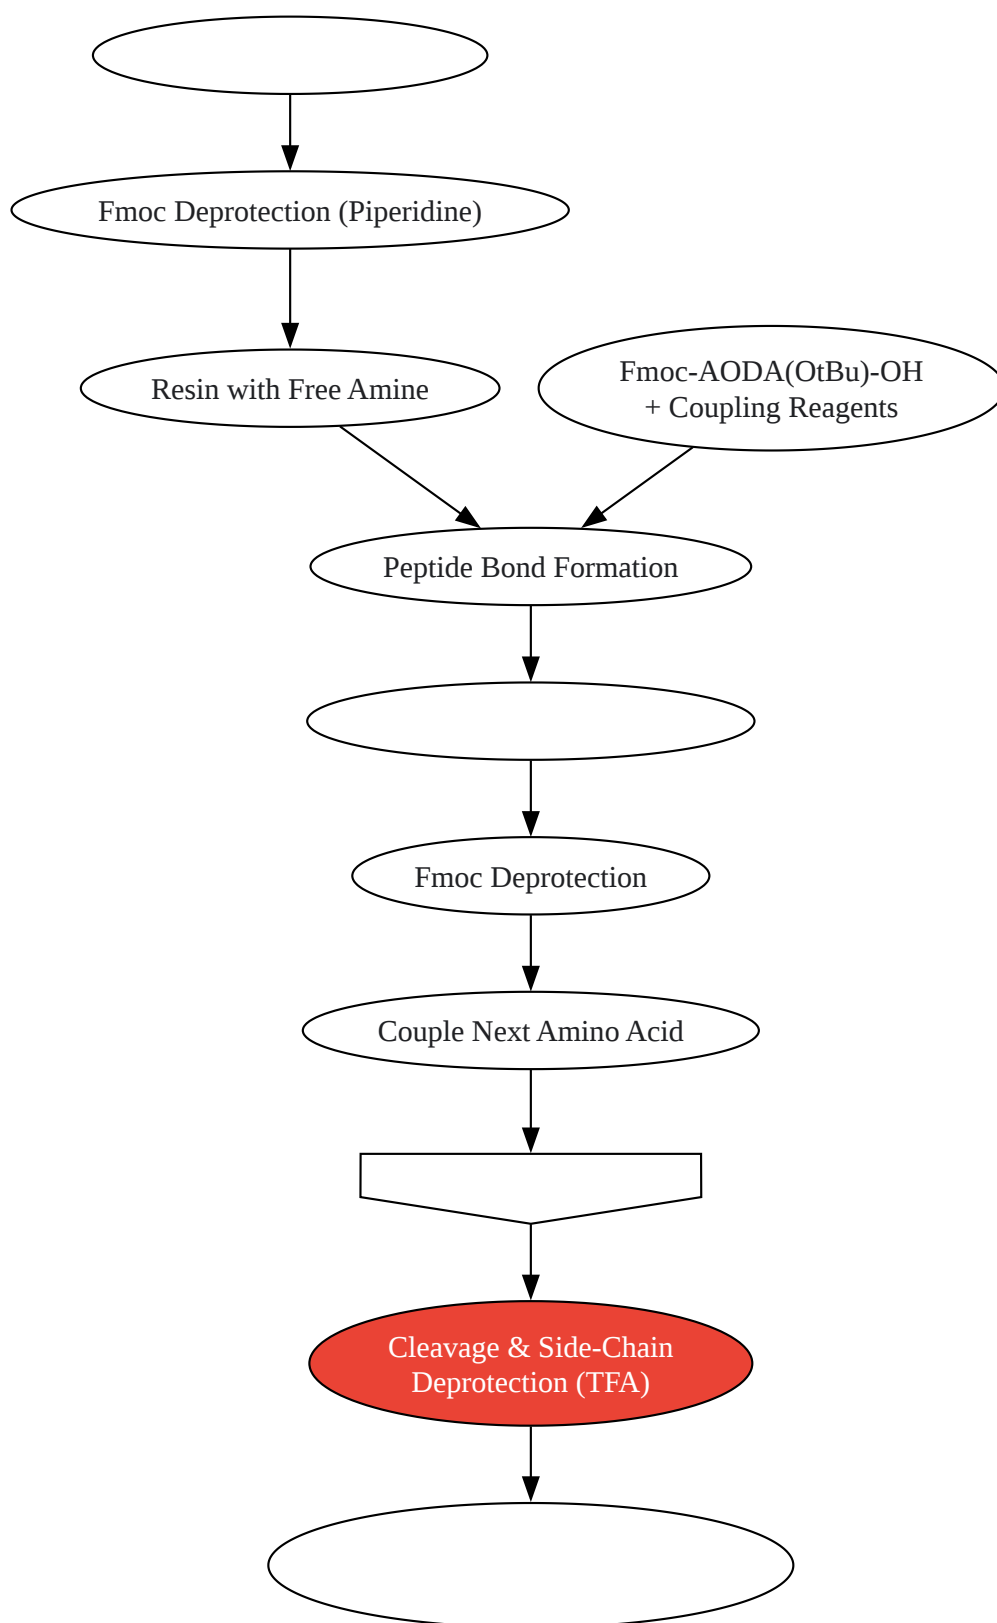 Fmoc Deprotection (Piperidine)
Resin with Free Amine
Fmoc-AODA(OtBu)-OH
+ Coupling Reagents
Peptide Bond Formation
Fmoc Deprotection
Couple Next Amino Acid
Cleavage & Side-Chain
Deprotection (TFA)